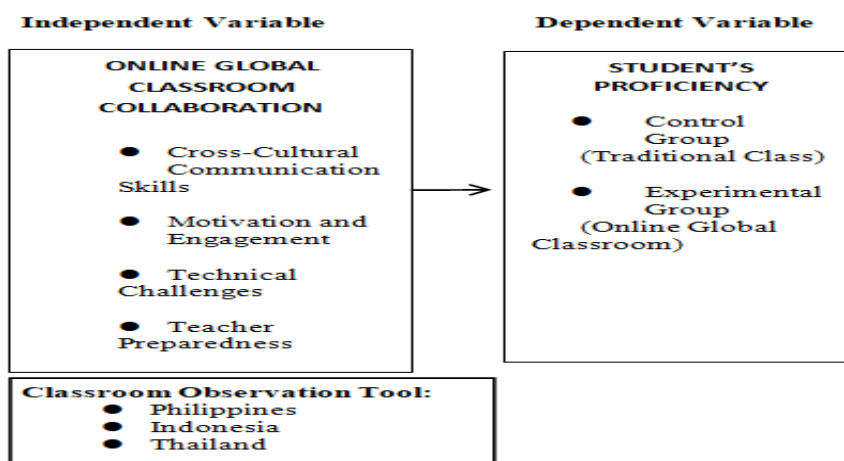 Independent Variable
ONLINE GLOBAL
CLASSROOM
COLLABORATION
● Cross-Cultural
Communication
Skills
● Motivation and
Engagement
● Technical
Challenges
● Teacher
Preparedness
Classroom Observation Tool:
● Philippines
● Indonesia
● Thailand
Dependent Variable
STUDENT'S
PROFICIENCY
● Control
Group
(Traditional Class)
● Experimental
Group
(Online Global
Classroom)